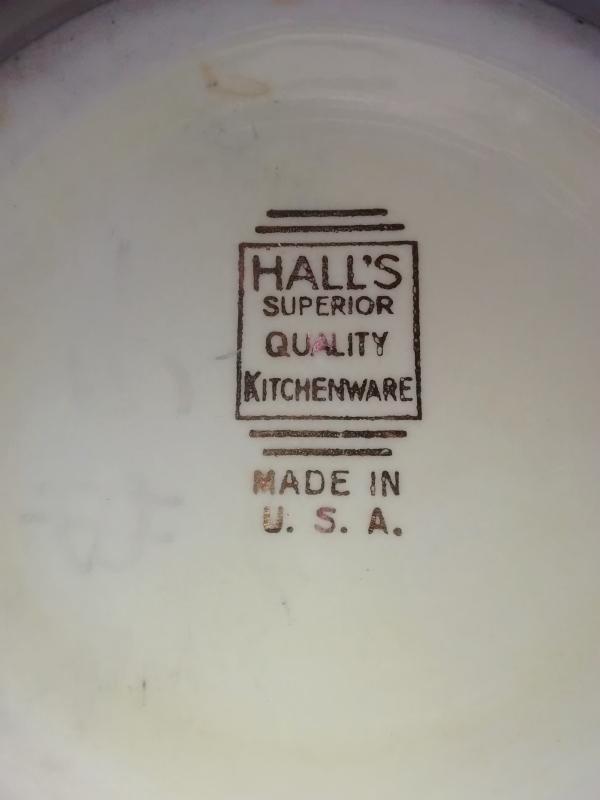 HALL'S
SUPERIOR
QUALITY
KITCHENWARE
MADE IN
U. S. A.